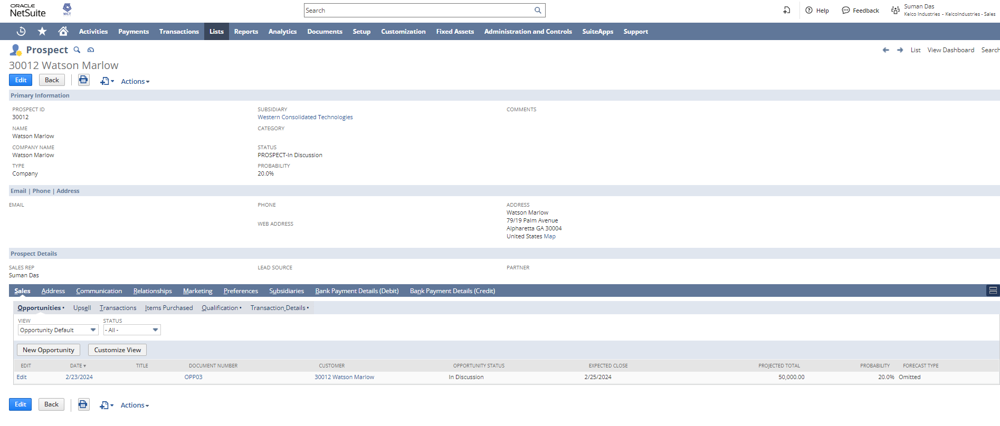 ORACLE
NetSuite
WCT
Search
Help
Feedback
Suman Das
Kelco Industries - KelcoIndustries - Sales
Activities Payments Transactions Lists Reports Analytics Documents Setup Customization Fixed Assets Administration and Controls SuiteApps Support
Prospect
List View Dashboard Search
30012 Watson Marlow
Edit Back Actions
Primary Information
PROSPECT ID
30012
NAME
Watson Marlow
COMPANY NAME
Watson Marlow
TYPE
Company
SUBSIDIARY
Western Consolidated Technologies
CATEGORY
STATUS
PROSPECT-In Discussion
PROBABILITY
20.0%
COMMENTS
Email | Phone | Address
EMAIL
PHONE
WEB ADDRESS
ADDRESS
Watson Marlow
79/19 Palm Avenue
Alpharetta GA 30004
United States Map
Prospect Details
SALES REP
Suman Das
LEAD SOURCE
PARTNER
Sales Address Communication Relationships Marketing Preferences Subsidiaries Bank Payment Details (Debit) Bank Payment Details (Credit)
Opportunities • Upsell Transactions Items Purchased Qualification • Transaction Details •
VIEW
Opportunity Default
STATUS
- All -
New Opportunity Customize View
EDIT DATE TITLE DOCUMENT NUMBER CUSTOMER OPPORTUNITY STATUS EXPECTED CLOSE PROJECTED TOTAL PROBABILITY FORECAST TYPE
Edit 2/23/2024 OPP03 30012 Watson Marlow In Discussion 2/25/2024 50,000.00 20.0% Omitted
Edit Back Actions